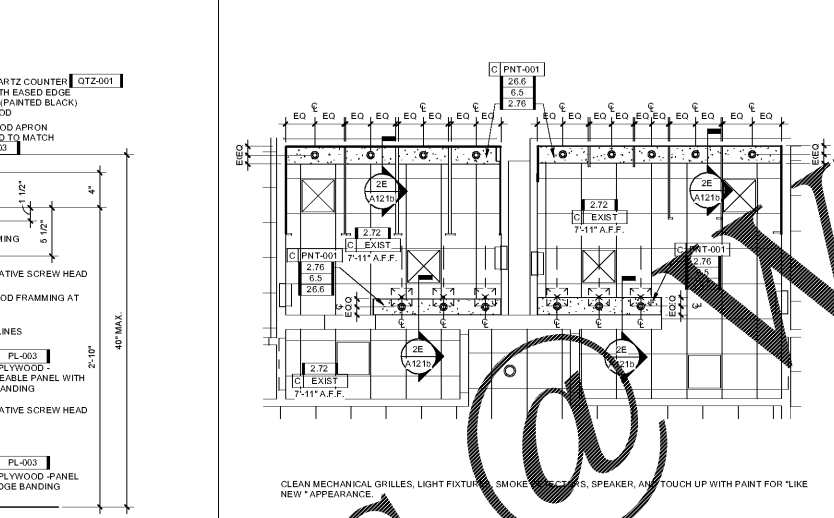 ARTZ COUNTER QTZ-001
TH EASED EDGE
(PAINTED BLACK)
OD
OD APRON
D TO MATCH
03
1 1/2"
4"
MING
5 1/2"
ATIVE SCREW HEAD
OD FRAMMING AT
LINES
40" MAX.
2'-10"
PL-003
PLYWOOD -
EABLE PANEL WITH
ANDING
ATIVE SCREW HEAD
PL-003
PLYWOOD -PANEL
DGE BANDING
C PNT-001
26.6
6.5
2.76
EQ EQ EQ EQ EQ EQ EQ EQ
EQ EQ EQ EQ EQ EQ EQ EQ EQ EQ
2E
A121b
2E
A121b
2.72
C EXIST
7'-11" A.F.F.
2.72
C EXIST
7'-11" A.F.F.
C PNT-001
2.76
6.5
26.6
C PNT-001
2.76
2E
A121b
2E
A121b
2.72
C EXIST
7'-11" A.F.F.
CLEAN MECHANICAL GRILLES, LIGHT FIXTURES, SMOKE DETECTORS, SPEAKER, AND TOUCH UP WITH PAINT FOR "LIKE
NEW " APPEARANCE.
@